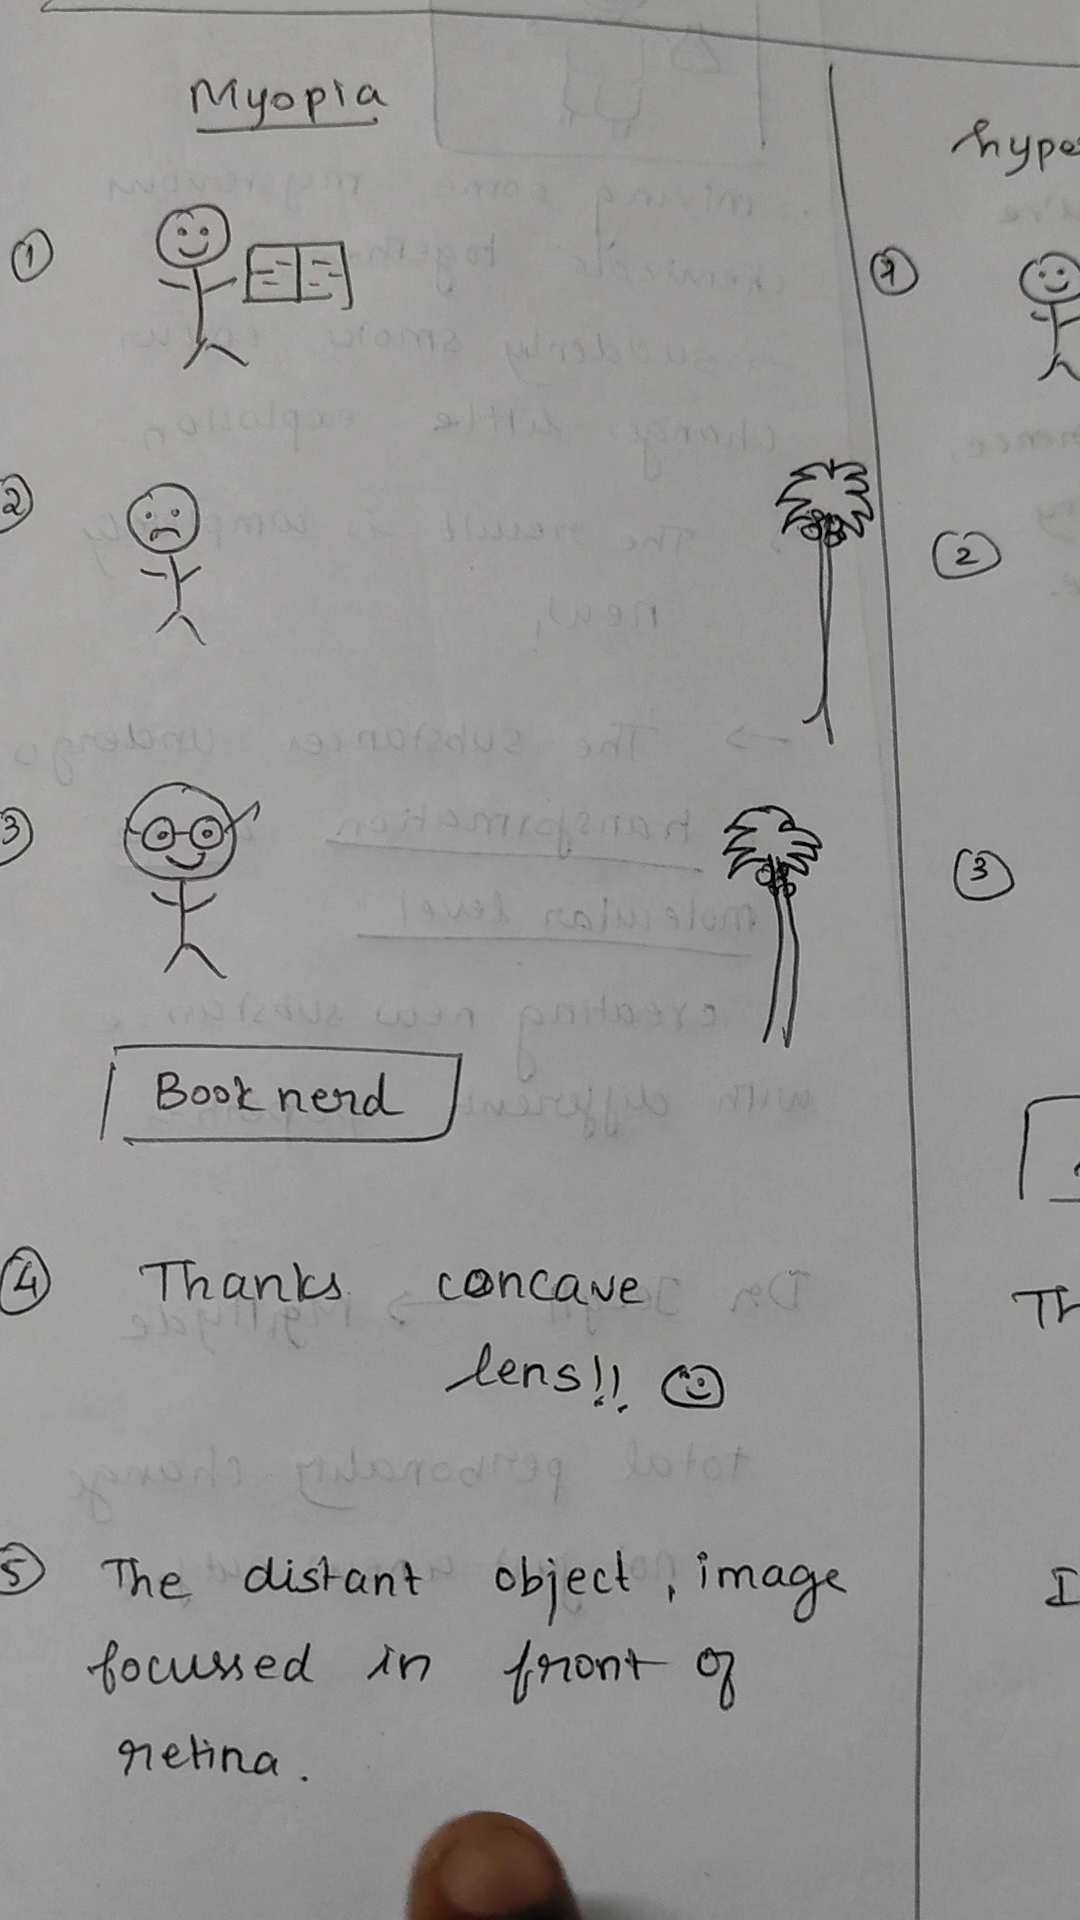 Myopia
hype
①
②
③
Book nerd
④ Thanks concave
lens!!
⑤ The distant object, image
focussed in front of
retina.
①
②
③
Th
I